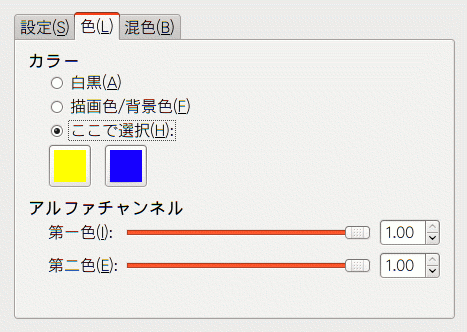 設定(S) 色(L) 混色(B)
カラー
白黒(A)
描画色/背景色(F)
ここで選択(H):
アルファチャンネル
第一色(I): 1.00
第二色(E): 1.00